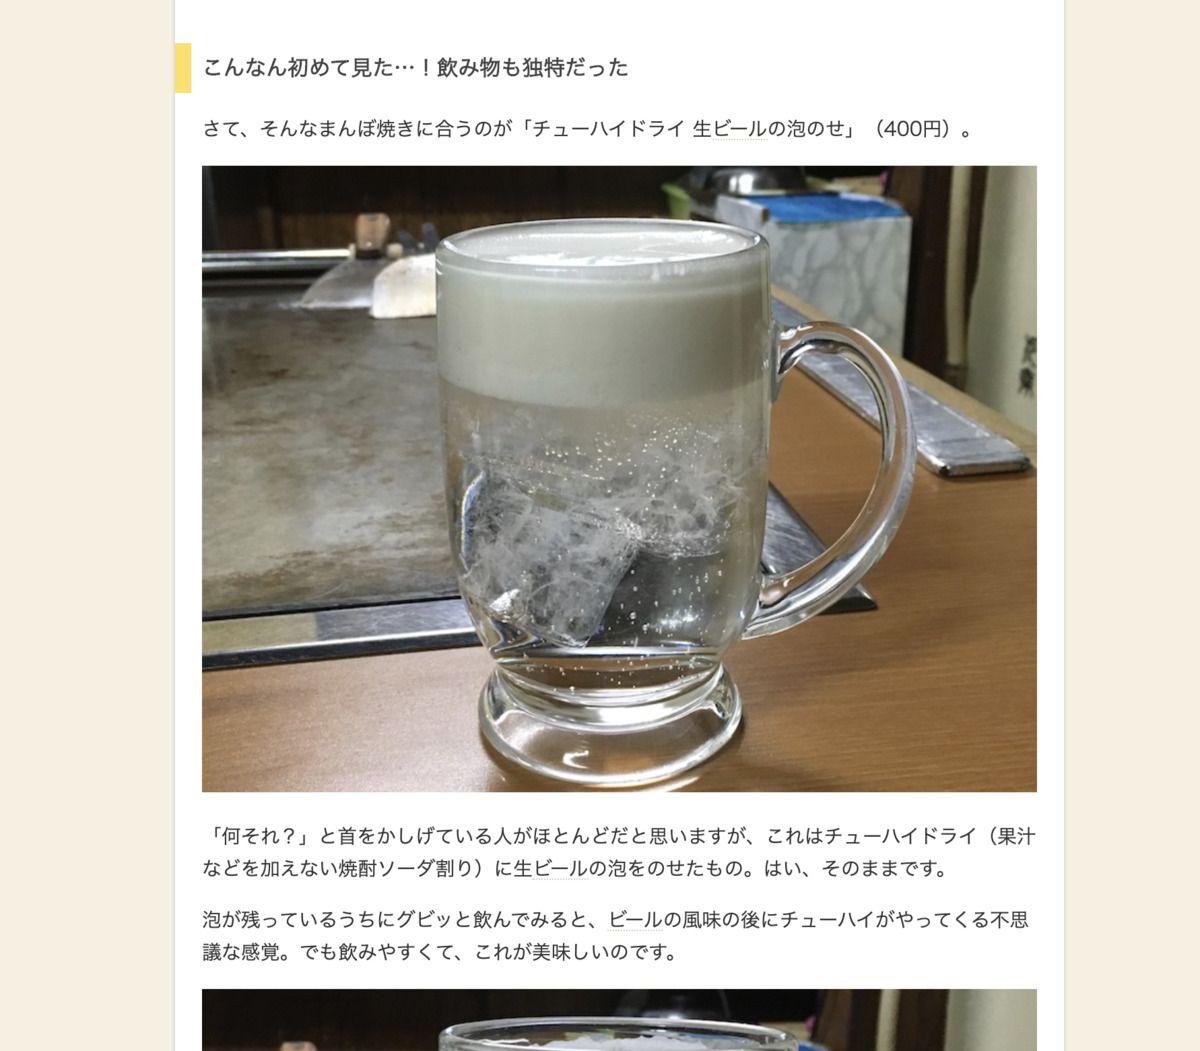 こんなん初めて見た…！飲み物も独特だった
さて、そんなまんぼ焼きに合うのが「チューハイドライ 生ビールの泡のせ」（400円）。
「何それ？」と首をかしげている人がほとんどだと思いますが、これはチューハイドライ（果汁
などを加えない焼酎ソーダ割り）に生ビールの泡をのせたもの。はい、そのままです。
泡が残っているうちにグビッと飲んでみると、ビールの風味の後にチューハイがやってくる不思
議な感覚。でも飲みやすくて、これが美味しいのです。